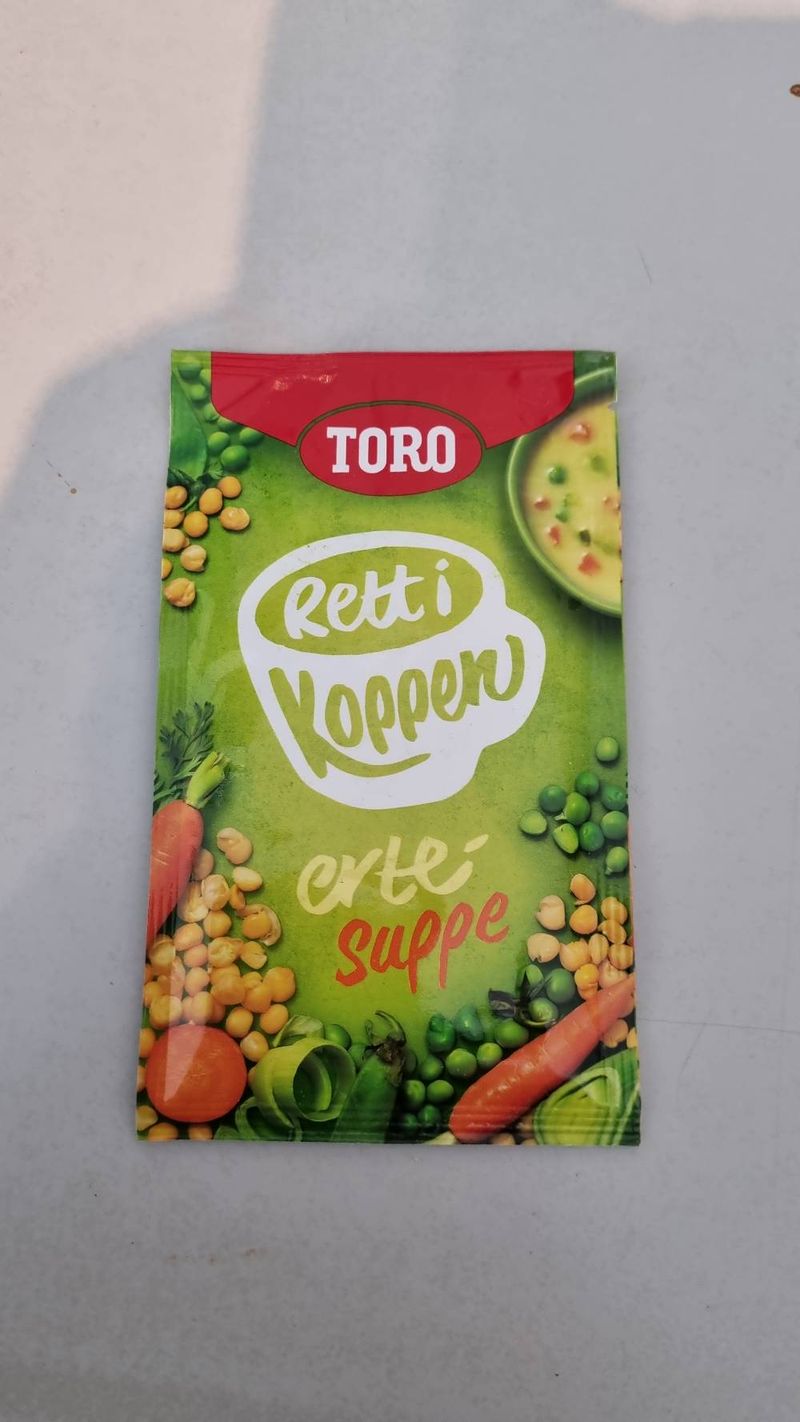 TORO
Rett i
Koppen
erte-
suppe